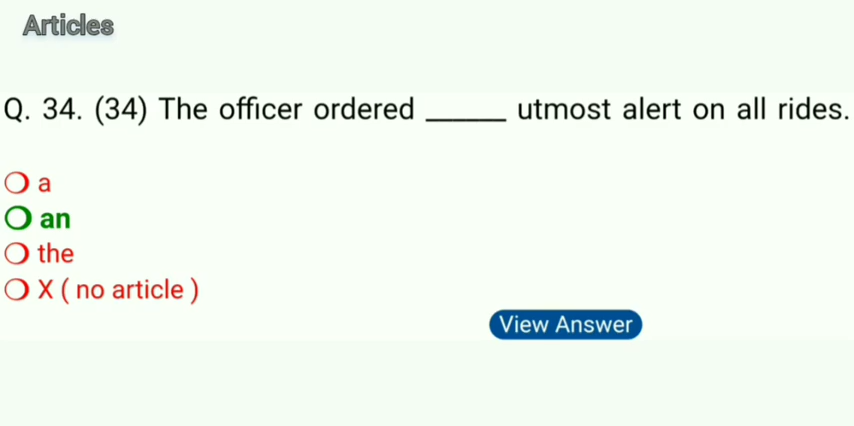 Articles
Q. 34. (34) The officer ordered ______ utmost alert on all rides.
a
an
the
X ( no article )
View Answer